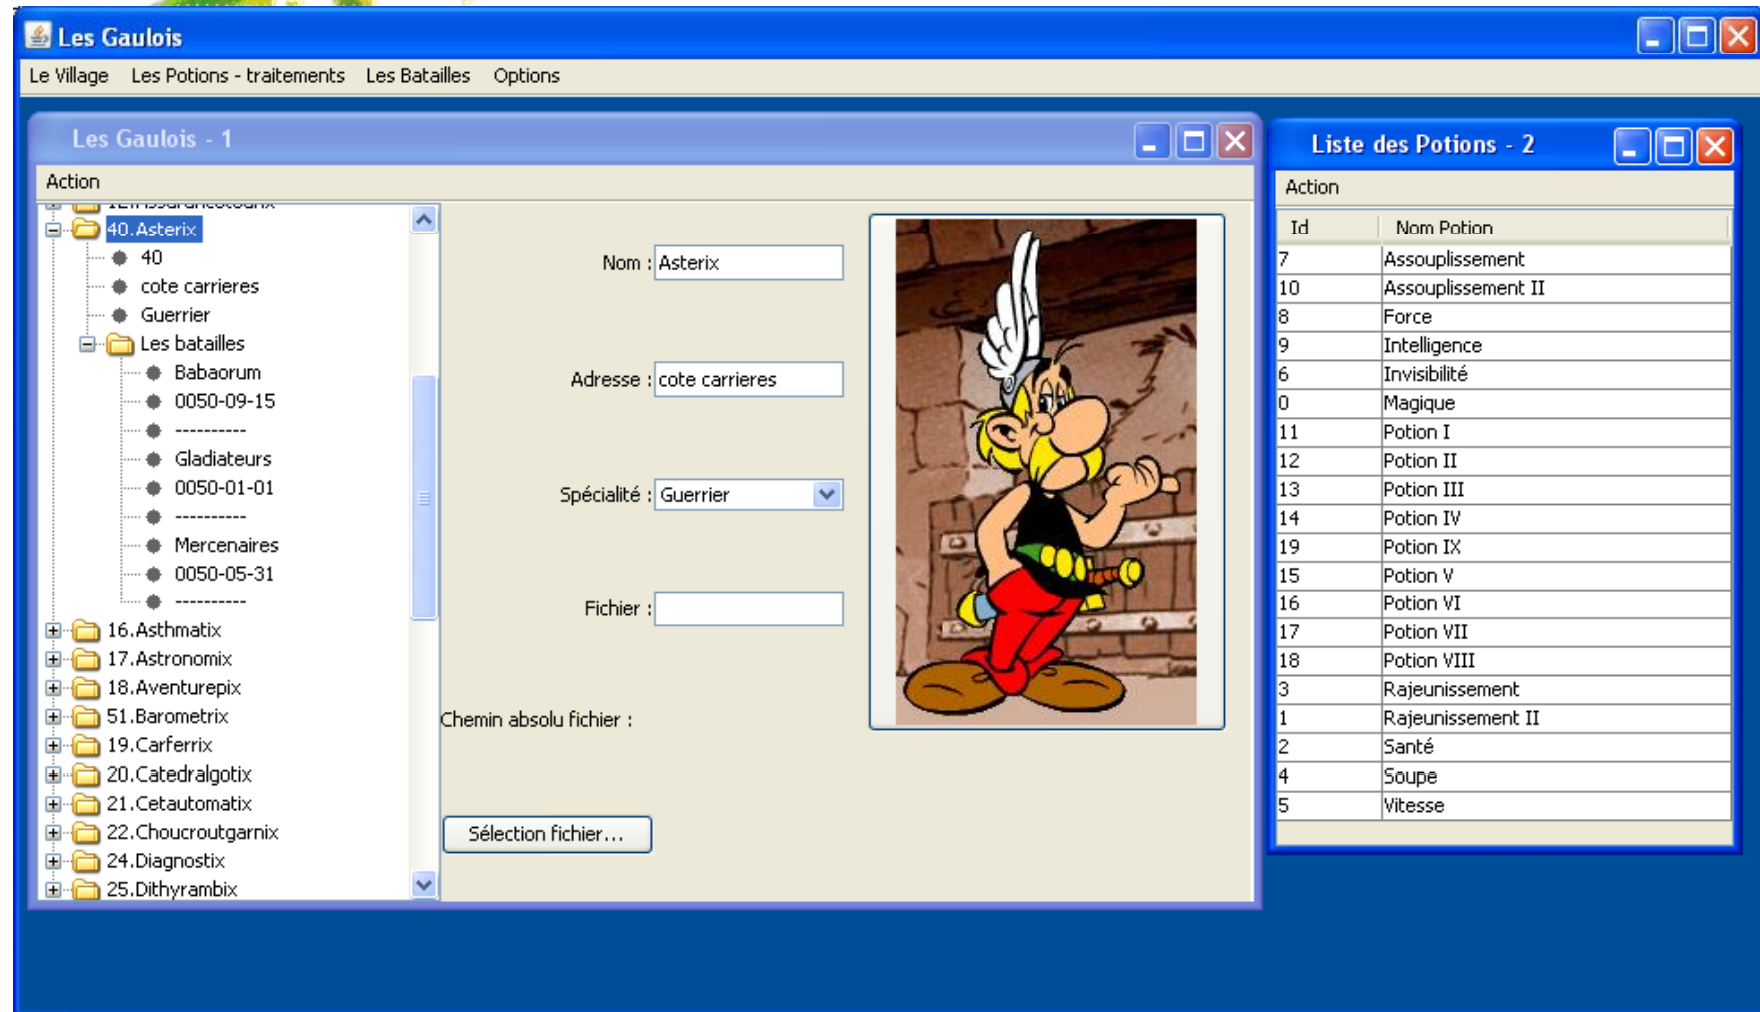 Les Gaulois
Le Village Les Potions - traitements Les Batailles Options
Les Gaulois - 1
Action
40.Asterix
40
cote carrieres
Guerrier
Les batailles
Babaorum
0050-09-15
----------
Gladiateurs
0050-01-01
----------
Mercenaires
0050-05-31
----------
16.Asthmatix
17.Astronomix
18.Aventurepix
51.Barometrix
19.Carferrix
20.Catedralgotix
21.Cetautomatix
22.Choucroutgarnix
24.Diagnostix
25.Dithyrambix
Nom : Asterix
Adresse : cote carrieres
Spécialité : Guerrier
Fichier :
Chemin absolu fichier :
Sélection fichier...
Liste des Potions - 2
Action
Id Nom Potion
7 Assouplissement
10 Assouplissement II
8 Force
9 Intelligence
6 Invisibilité
0 Magique
11 Potion I
12 Potion II
13 Potion III
14 Potion IV
19 Potion IX
15 Potion V
16 Potion VI
17 Potion VII
18 Potion VIII
3 Rajeunissement
1 Rajeunissement II
2 Santé
4 Soupe
5 Vitesse